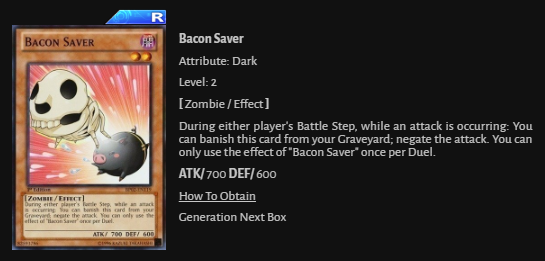 R
Bacon Saver
Bacon Saver
Attribute: Dark
Level: 2
[ Zombie / Effect ]
During either player's Battle Step, while an attack is occurring: You
can banish this card from your Graveyard; negate the attack. You can
only use the effect of "Bacon Saver" once per Duel.
ATK/ 700 DEF/ 600
How To Obtain
Generation Next Box
1st Edition
[ZOMBIE / EFFECT]
During either player's Battle Step, while an attack
is occurring: You can banish this card from your
Graveyard; negate the attack. You can only use the
effect of "Bacon Saver" once per Duel.
ATK/ 700 DEF/ 600